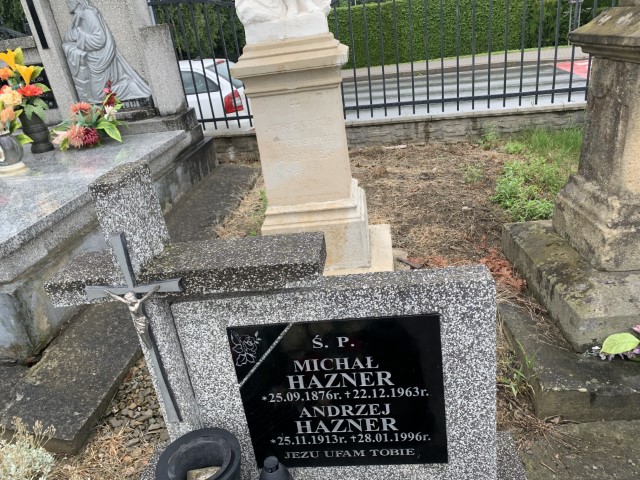 Ś. P.
MICHAŁ
HAZNER
*25.09.1876r. +22.12.1963r.
ANDRZEJ
HAZNER
*25.11.1913r. +28.01.1996r.
JEZU UFAM TOBIE